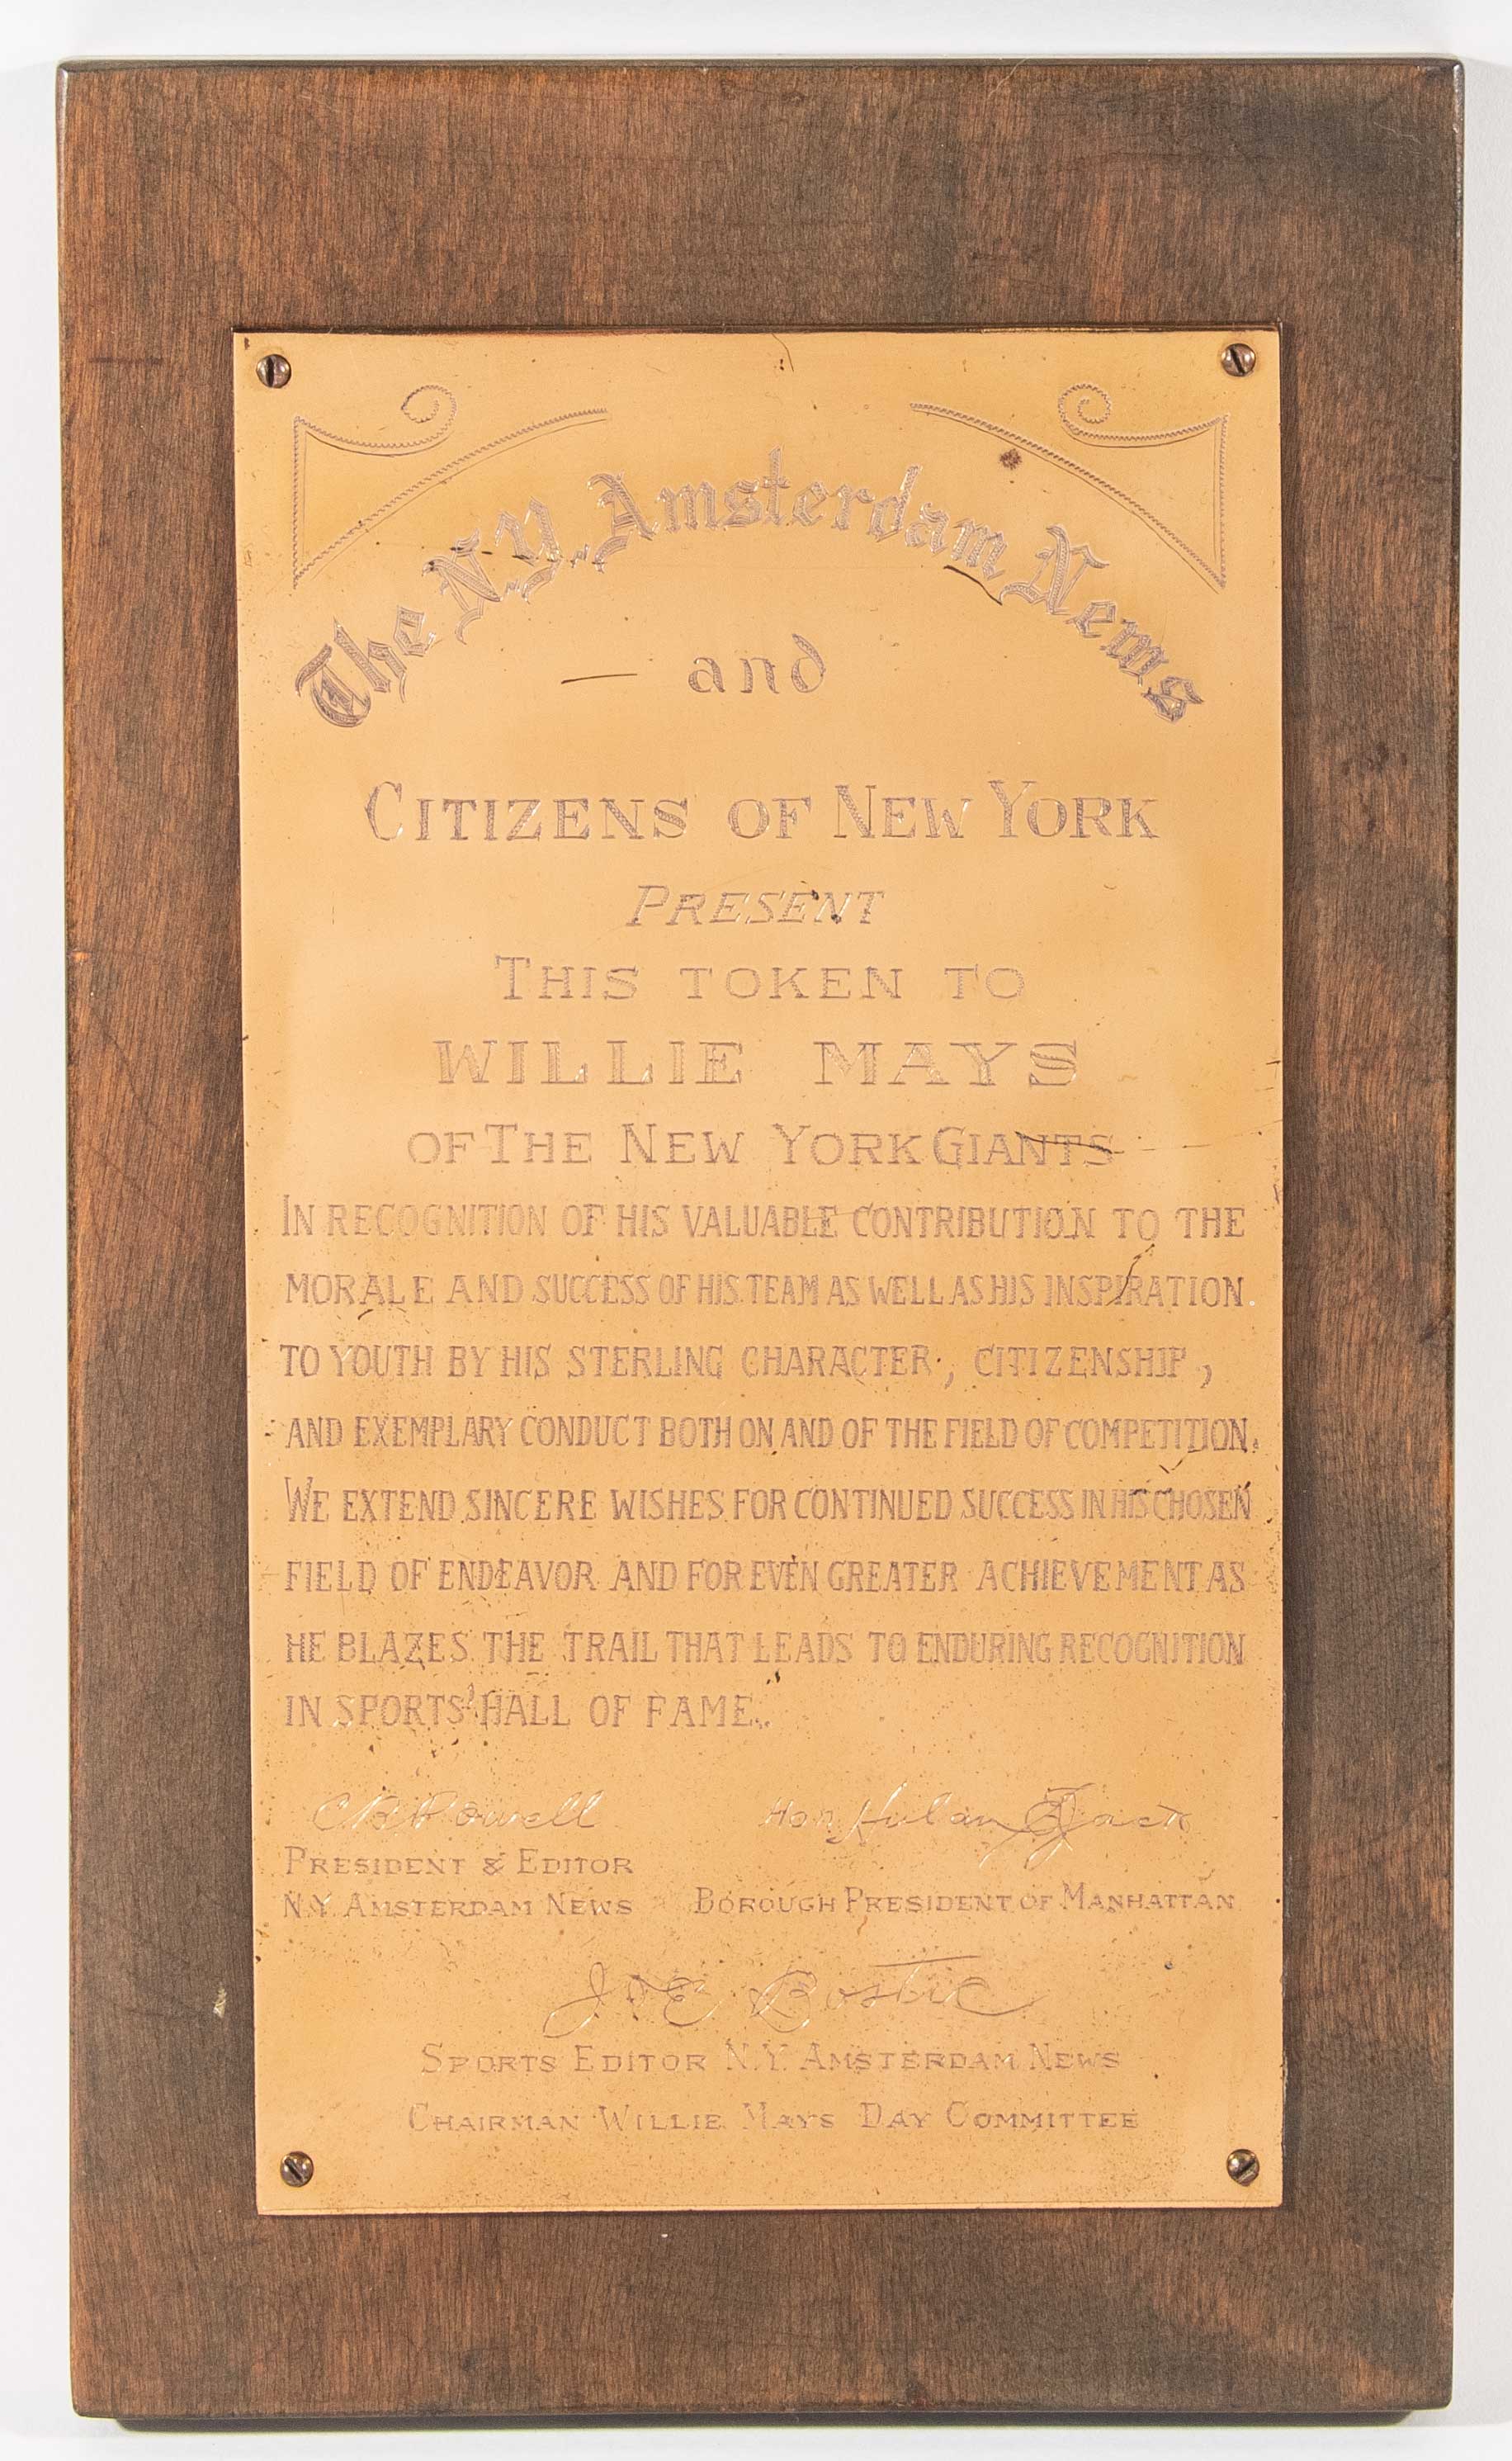 The N.Y. Amsterdam News
and
CITIZENS OF NEW YORK
PRESENT
THIS TOKEN TO
WILLIE MAYS
OF THE NEW YORK GIANTS
IN RECOGNITION OF HIS VALUABLE CONTRIBUTION TO THE
MORALE AND SUCCESS OF HIS TEAM AS WELL AS HIS INSPIRATION
TO YOUTH BY HIS STERLING CHARACTER, CITIZENSHIP,
AND EXEMPLARY CONDUCT BOTH ON AND OF THE FIELD OF COMPETITION.
WE EXTEND SINCERE WISHES FOR CONTINUED SUCCESS IN HIS CHOSEN
FIELD OF ENDEAVOR AND FOR EVEN GREATER ACHIEVEMENT AS
HE BLAZES THE TRAIL THAT LEADS TO ENDURING RECOGNITION
IN SPORTS' HALL OF FAME.
CB Powell
PRESIDENT & EDITOR
N.Y. AMSTERDAM NEWS
Hon Hulan E Jack
BOROUGH PRESIDENT OF MANHATTAN
JOE Bostic
SPORTS EDITOR N.Y. AMSTERDAM NEWS
CHAIRMAN WILLIE MAYS DAY COMMITTEE